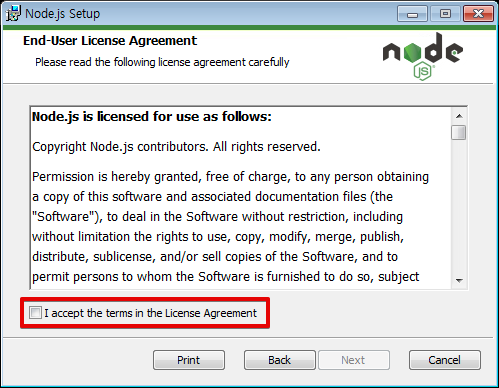 Node.js Setup
End-User License Agreement
Please read the following license agreement carefully
node
JS
Node.js is licensed for use as follows:
Copyright Node.js contributors. All rights reserved.
Permission is hereby granted, free of charge, to any person obtaining
a copy of this software and associated documentation files (the
"Software"), to deal in the Software without restriction, including
without limitation the rights to use, copy, modify, merge, publish,
distribute, sublicense, and/or sell copies of the Software, and to
permit persons to whom the Software is furnished to do so, subject
I accept the terms in the License Agreement
Print Back Next Cancel